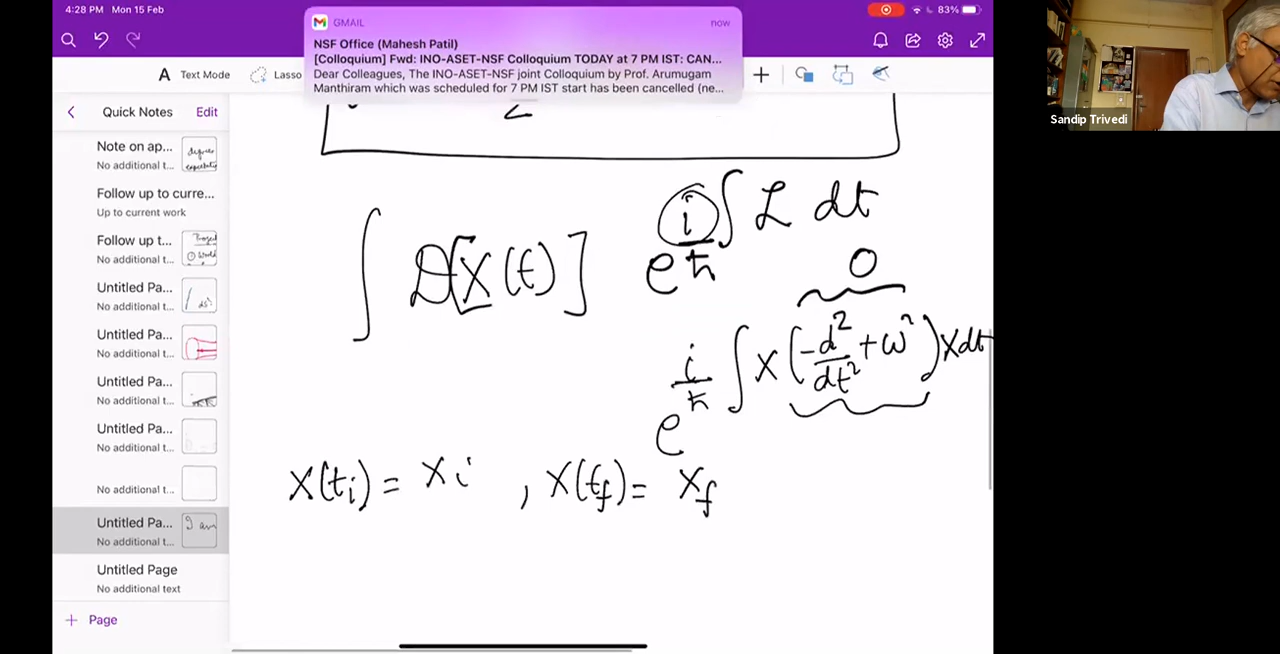 4:28 PM Mon 15 Feb
83%
GMAIL
now
NSF Office (Mahesh Patil)
[Colloquium] Fwd: INO-ASET-NSF Colloquium TODAY at 7 PM IST: CAN...
Dear Colleagues, The INO-ASET-NSF joint Colloquium by Prof. Arumugam
Manthiram which was scheduled for 7 PM IST start has been cancelled (ne...
Text Mode
Lasso
Quick Notes
Edit
Note on ap...
No additional t...
Follow up to curre...
Up to current work
Follow up t...
No additional t...
Untitled Pa...
No additional t...
Untitled Pa...
No additional t...
Untitled Pa...
No additional t...
Untitled Pa...
No additional t...
No additional t...
Untitled Pa...
No additional t...
Untitled Page
No additional text
+ Page
2
∫ D[x(t)] e^{i/ħ ∫ L dt}
0
e^{i/ħ ∫ x(-d²/dt² + ω²) x dt}
x(ti) = xi , x(tf) = xf
Sandip Trivedi